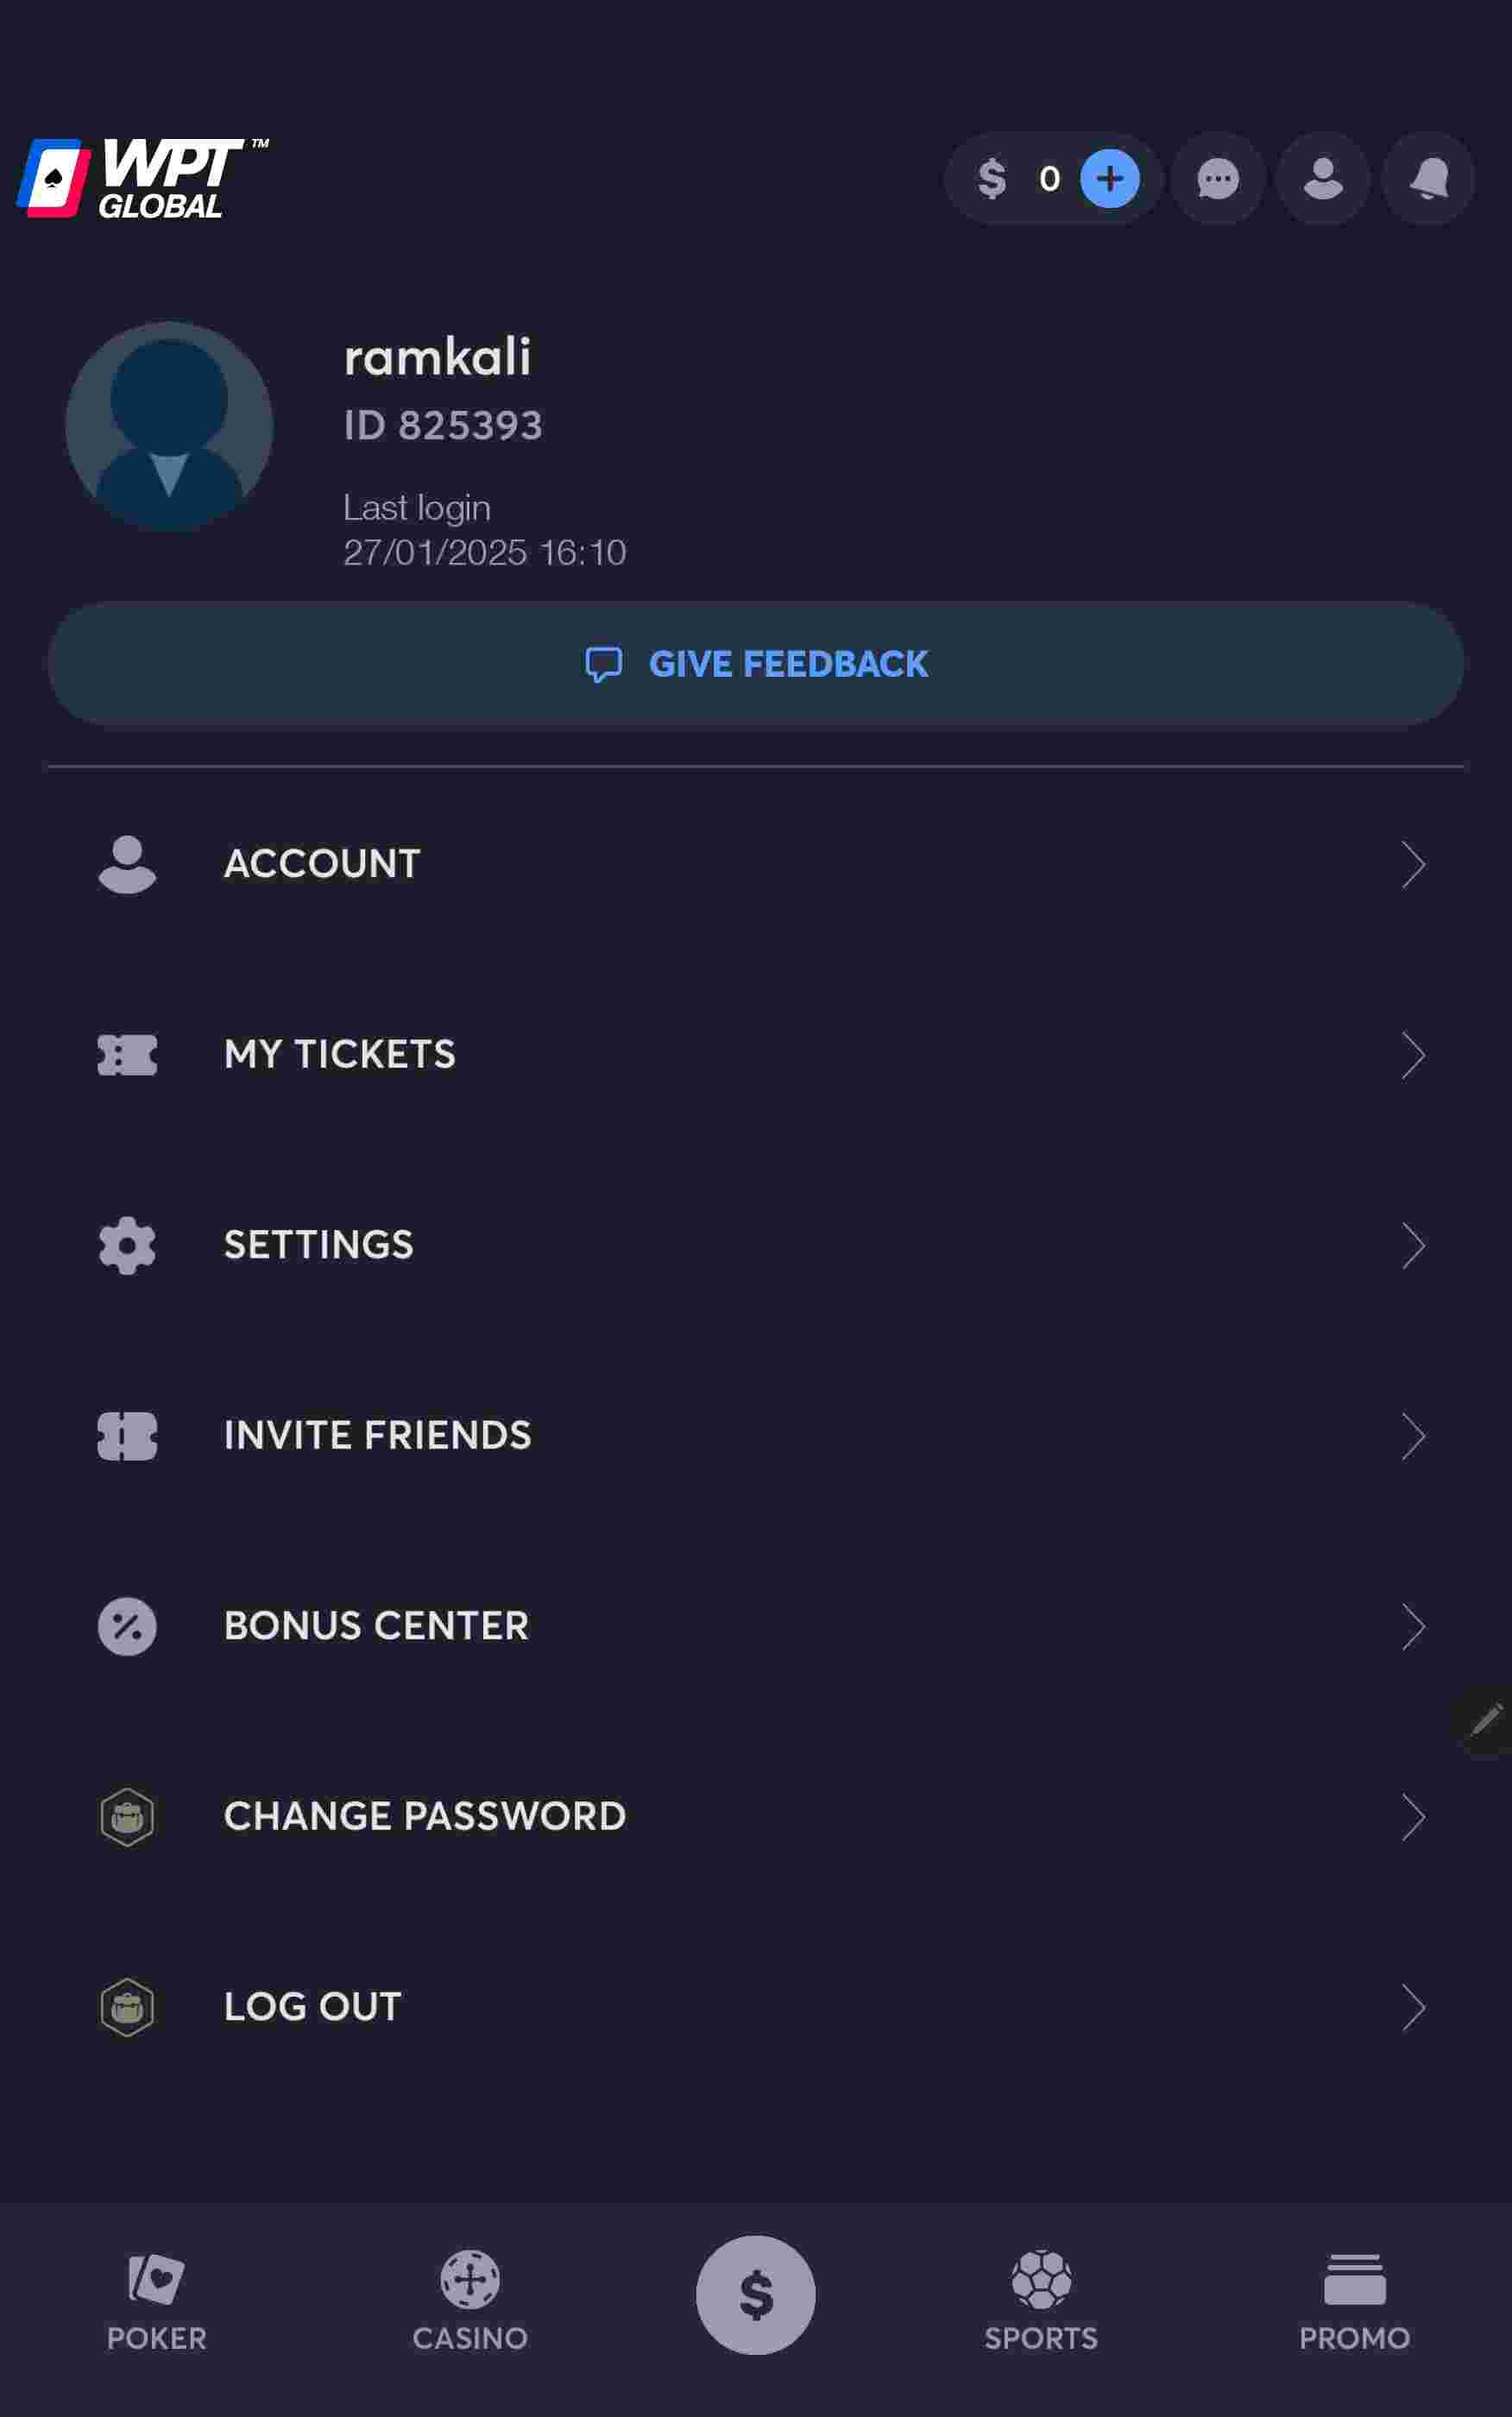 WPT™
GLOBAL
$ 0 +
ramkali
ID 825393
Last login
27/01/2025 16:10
GIVE FEEDBACK
ACCOUNT
MY TICKETS
SETTINGS
INVITE FRIENDS
BONUS CENTER
CHANGE PASSWORD
LOG OUT
$
POKER CASINO SPORTS PROMO